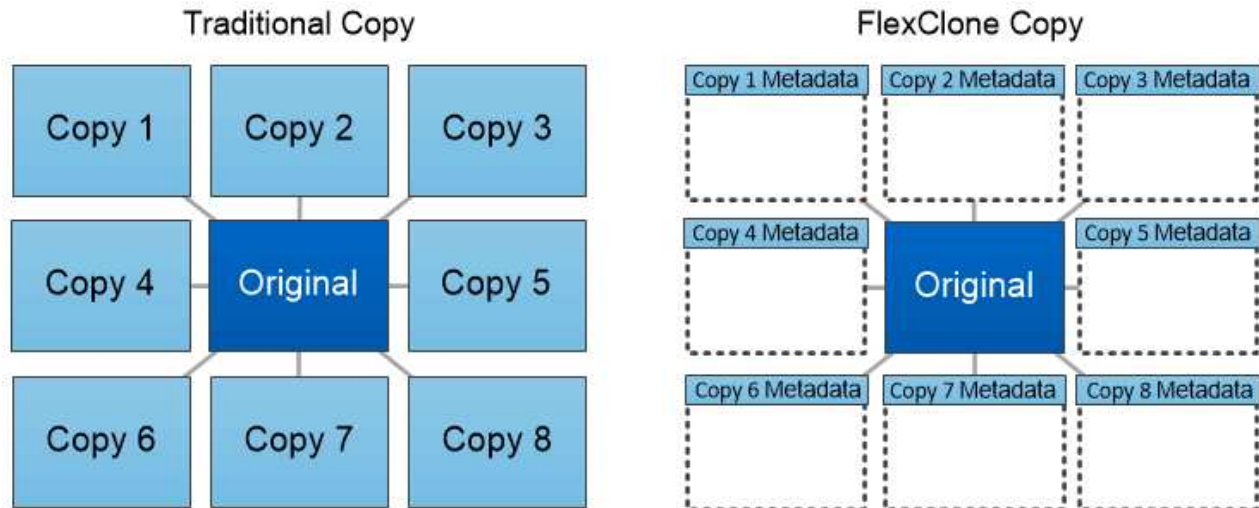 Traditional Copy
Copy 1
Copy 2
Copy 3
Copy 4
Original
Copy 5
Copy 6
Copy 7
Copy 8
FlexClone Copy
Copy 1 Metadata
Copy 2 Metadata
Copy 3 Metadata
Copy 4 Metadata
Original
Copy 5 Metadata
Copy 6 Metadata
Copy 7 Metadata
Copy 8 Metadata